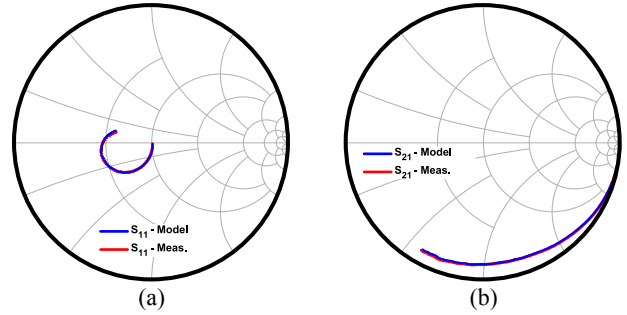 S11 - Model
S11 - Meas.
(a)
S21 - Model
S21 - Meas.
(b)